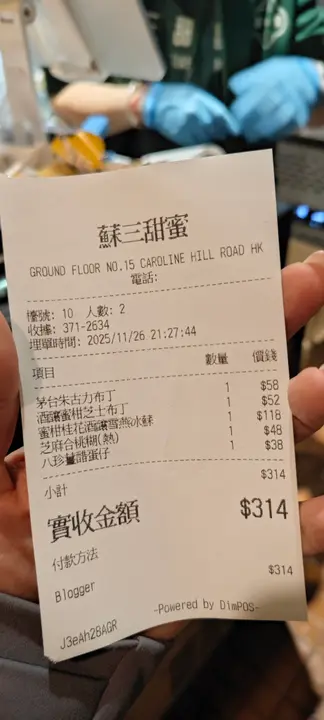 蘇三甜蜜
GROUND FLOOR NO.15 CAROLINE HILL ROAD HK
電話:
檯號: 10 人數: 2
收據: 371-2634
埋單時間: 2025/11/26 21:27:44
項目 數量 價錢
茅台朱古力布丁 1 $58
酒讓蜜柑芝士布丁 1 $52
蜜柑桂花酒讓雪燕冰酥 1 $118
芝麻合桃糊(熱) 1 $48
八珍醬譜蛋仔 1 $38
小計 $314
實收金額 $314
付款方法
Blogger $314
J3eAh28AGR -Powered by DimPOS-